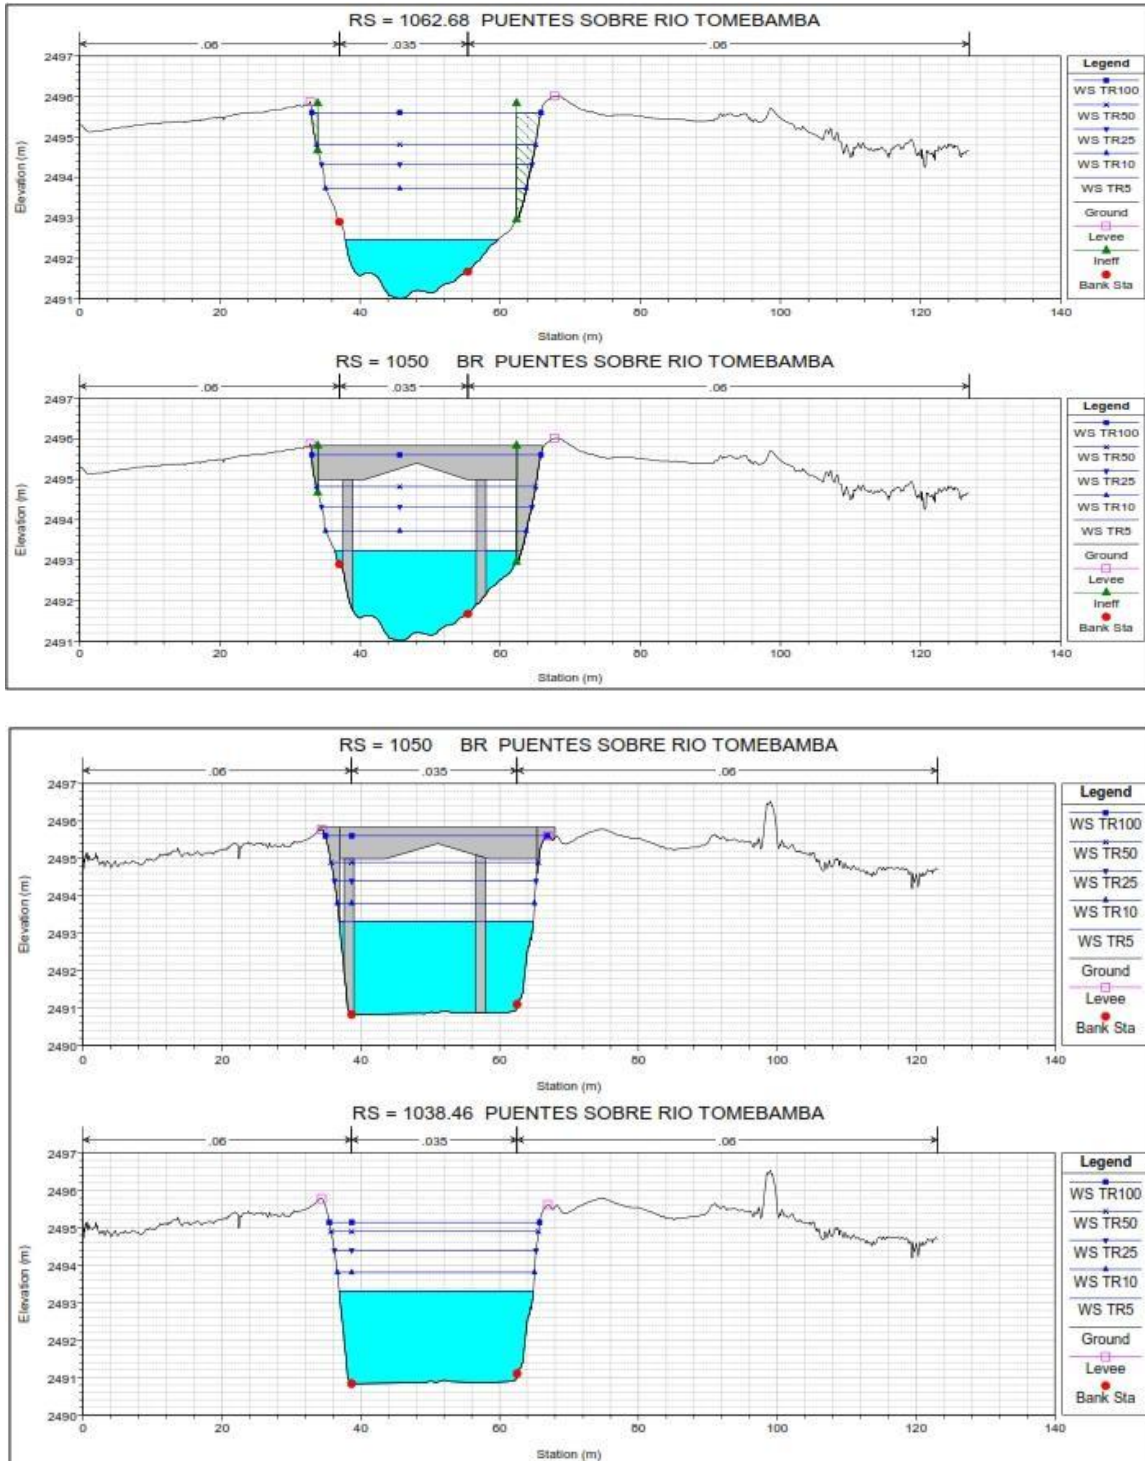 RS = 1062.68 PUENTES SOBRE RIO TOMEBAMBA
.06 .035 .06
2497
2496
2495
2494
2493
2492
2491
Elevation (m)
0 20 40 60 80 100 120 140
Station (m)
Legend
WS TR100
WS TR50
WS TR25
WS TR10
WS TR5
Ground
Levee
Ineff
Bank Sta
RS = 1050 BR PUENTES SOBRE RIO TOMEBAMBA
.06 .035 .06
2497
2496
2495
2494
2493
2492
2491
Elevation (m)
0 20 40 60 80 100 120 140
Station (m)
Legend
WS TR100
WS TR50
WS TR25
WS TR10
WS TR5
Ground
Levee
Ineff
Bank Sta
RS = 1050 BR PUENTES SOBRE RIO TOMEBAMBA
.06 .035 .06
2497
2496
2495
2494
2493
2492
2491
2490
Elevation (m)
0 20 40 60 80 100 120 140
Station (m)
Legend
WS TR100
WS TR50
WS TR25
WS TR10
WS TR5
Ground
Levee
Bank Sta
RS = 1038.46 PUENTES SOBRE RIO TOMEBAMBA
.06 .035 .06
2497
2496
2495
2494
2493
2492
2491
2490
Elevation (m)
0 20 40 60 80 100 120 140
Station (m)
Legend
WS TR100
WS TR50
WS TR25
WS TR10
WS TR5
Ground
Levee
Bank Sta